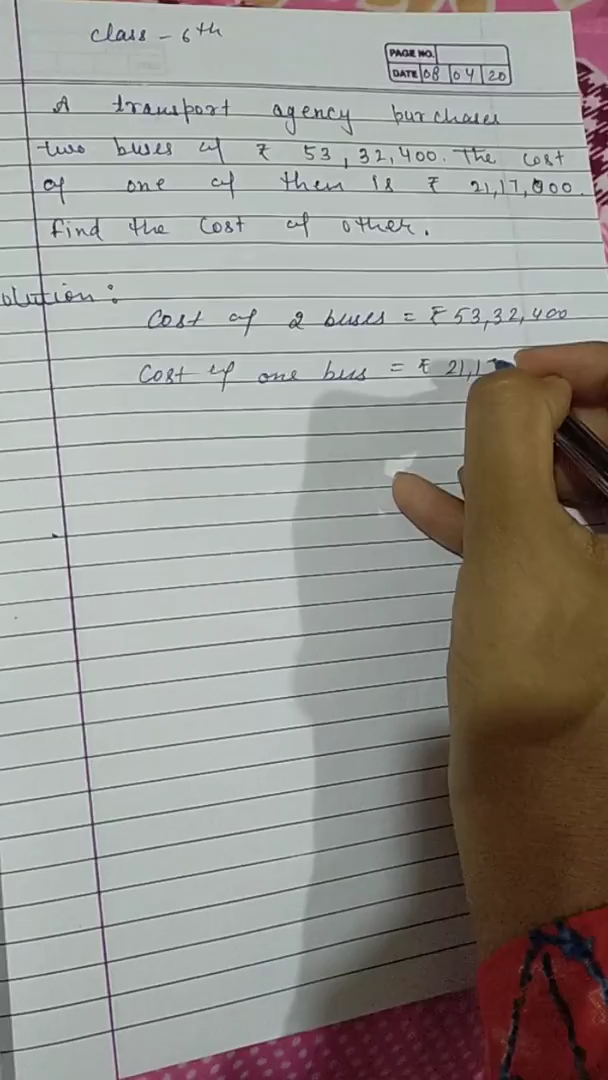 class - 6th
PAGE NO.
DATE 08 04 20
A transport agency purchases
two buses of ₹ 53,32,400. The cost
of one of them is ₹ 21,17,000.
find the cost of other.
olution:
Cost of 2 buses = ₹ 53,32,400
Cost of one bus = ₹ 21,17